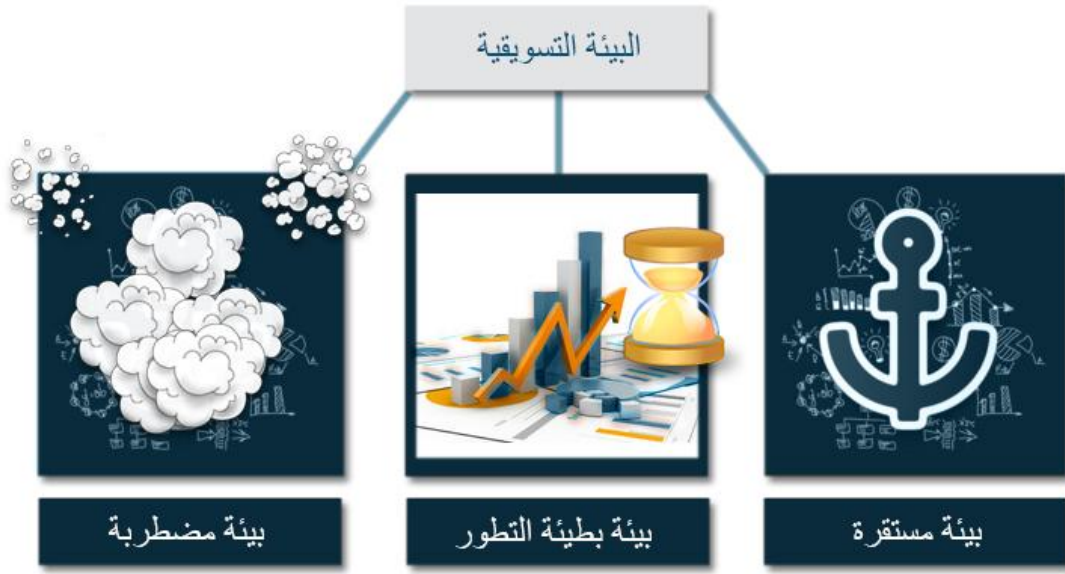 البيئة التسويقية
بيئة مستقرة
بيئة بطيئة التطور
بيئة مضطربة